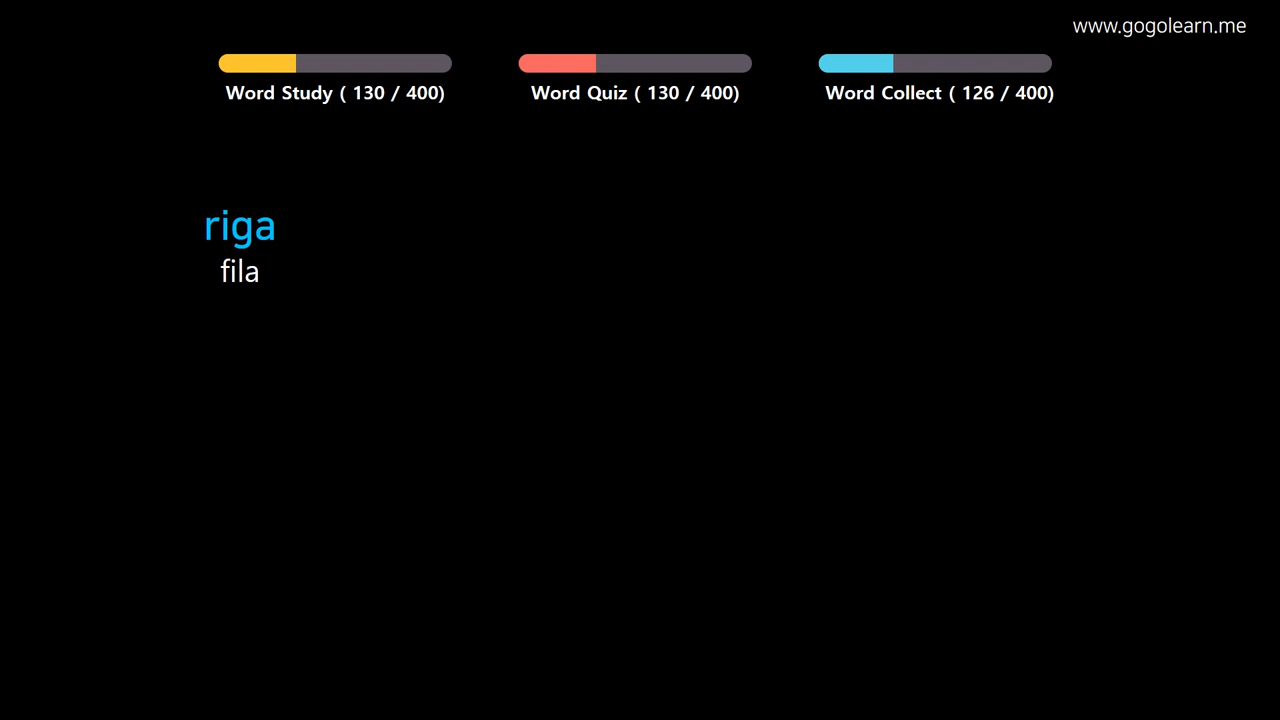 www.gogolearn.me
Word Study ( 130 / 400)
Word Quiz ( 130 / 400)
Word Collect ( 126 / 400)
riga
fila